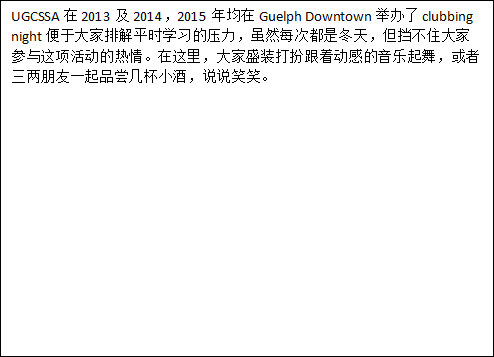 UGCSSA 在 2013 及 2014，2015 年均在 Guelph Downtown 举办了 clubbing
night 便于大家排解平时学习的压力，虽然每次都是冬天，但挡不住大家
参与这项活动的热情。在这里，大家盛装打扮跟着动感的音乐起舞，或者
三两朋友一起品尝几杯小酒，说说笑笑。